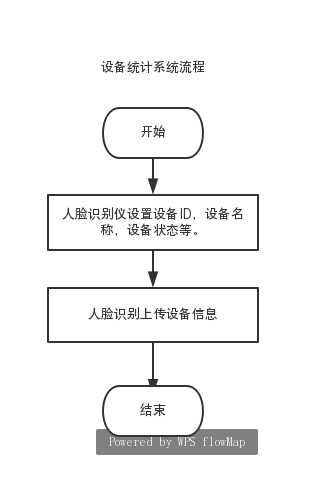 设备统计系统流程
开始
人脸识别仪设置设备ID，设备名
称，设备状态等。
人脸识别上传设备信息
结束
Powered by WPS flowMap